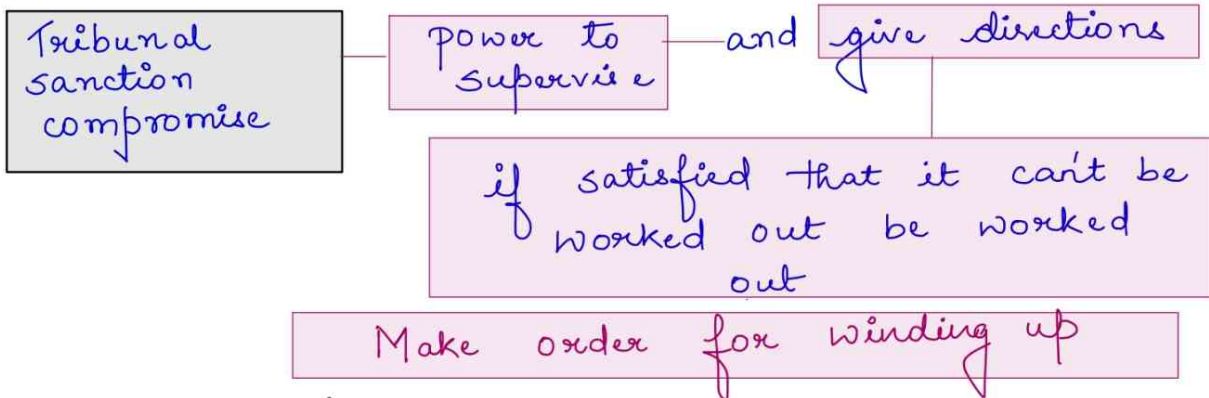 Tribunal
sanction
compromise
power to
supervise
and
give directions
if satisfied that it can't be
worked out be worked
out
Make order for winding up